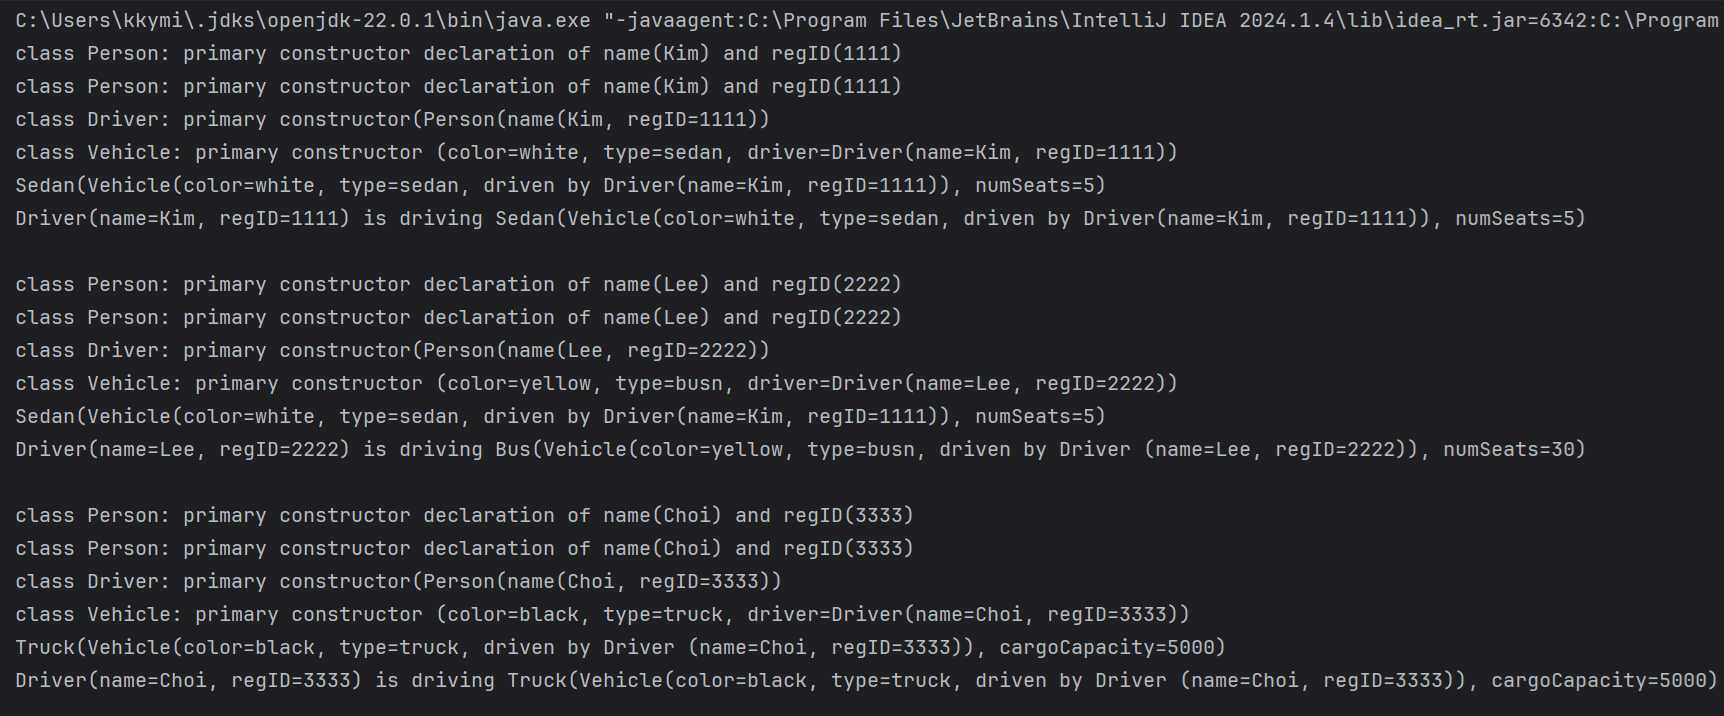 C:\Users\kkymi\.jdks\openjdk-22.0.1\bin\java.exe "-javaagent:C:\Program Files\JetBrains\IntelliJ IDEA 2024.1.4\lib\idea_rt.jar=6342:C:\Program
class Person: primary constructor declaration of name(Kim) and regID(1111)
class Person: primary constructor declaration of name(Kim) and regID(1111)
class Driver: primary constructor(Person(name(Kim, regID=1111))
class Vehicle: primary constructor (color=white, type=sedan, driver=Driver(name=Kim, regID=1111))
Sedan(Vehicle(color=white, type=sedan, driven by Driver(name=Kim, regID=1111)), numSeats=5)
Driver(name=Kim, regID=1111) is driving Sedan(Vehicle(color=white, type=sedan, driven by Driver(name=Kim, regID=1111)), numSeats=5)
class Person: primary constructor declaration of name(Lee) and regID(2222)
class Person: primary constructor declaration of name(Lee) and regID(2222)
class Driver: primary constructor(Person(name(Lee, regID=2222))
class Vehicle: primary constructor (color=yellow, type=busn, driver=Driver(name=Lee, regID=2222))
Sedan(Vehicle(color=white, type=sedan, driven by Driver(name=Kim, regID=1111)), numSeats=5)
Driver(name=Lee, regID=2222) is driving Bus(Vehicle(color=yellow, type=busn, driven by Driver (name=Lee, regID=2222)), numSeats=30)
class Person: primary constructor declaration of name(Choi) and regID(3333)
class Person: primary constructor declaration of name(Choi) and regID(3333)
class Driver: primary constructor(Person(name(Choi, regID=3333))
class Vehicle: primary constructor (color=black, type=truck, driver=Driver(name=Choi, regID=3333))
Truck(Vehicle(color=black, type=truck, driven by Driver (name=Choi, regID=3333)), cargoCapacity=5000)
Driver(name=Choi, regID=3333) is driving Truck(Vehicle(color=black, type=truck, driven by Driver (name=Choi, regID=3333)), cargoCapacity=5000)